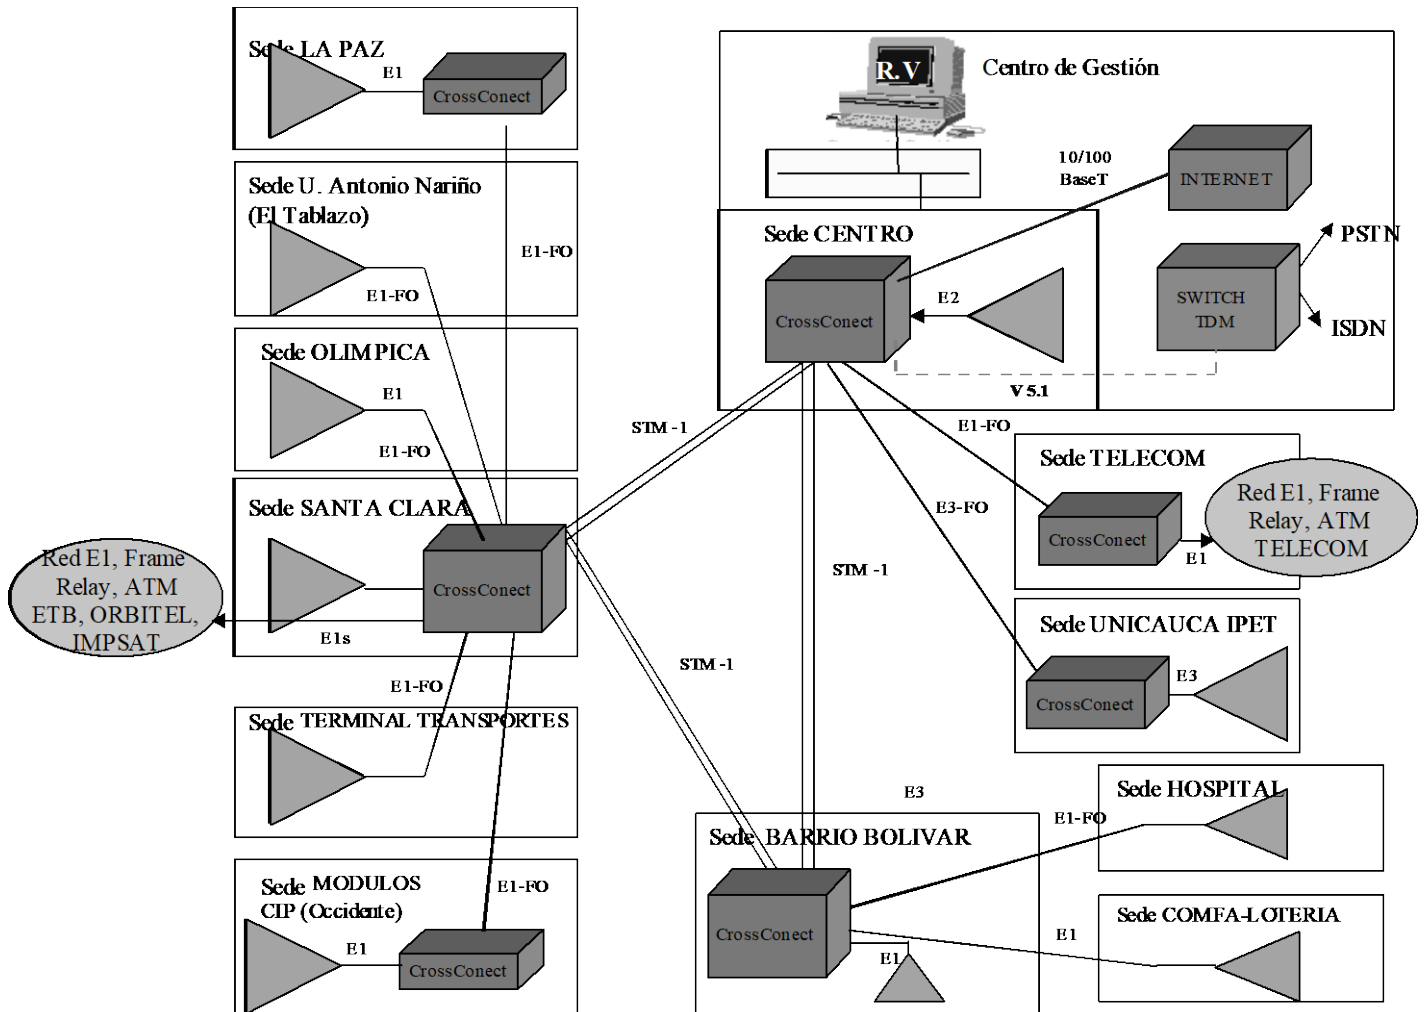 Sede LA PAZ
E1
CrossConect
Sede U. Antonio Nariño
(El Tablazo)
E1-FO
E1-FO
Sede OLIMPICA
E1
E1-FO
Sede SANTA CLARA
CrossConect
Red E1, Frame
Relay, ATM
ETB, ORBITEL,
IMPSAT
E1s
E1-FO
Sede TERMINAL TRANSPORTES
Sede MODULOS
CIP (Occidente)
E1-FO
E1
CrossConect
R.V
Centro de Gestión
10/100
BaseT
INTERNET
Sede CENTRO
CrossConect
E2
SWITCH
TDM
PSTN
ISDN
V 5.1
STM -1
E1-FO
E3-FO
STM -1
STM -1
Sede TELECOM
CrossConect
E1
Red E1, Frame
Relay, ATM
TELECOM
Sede UNICAUCA IPET
CrossConect
E3
E3
Sede BARRIO BOLIVAR
CrossConect
E1
E1-FO
Sede HOSPITAL
E1
Sede COMFA-LOTERIA